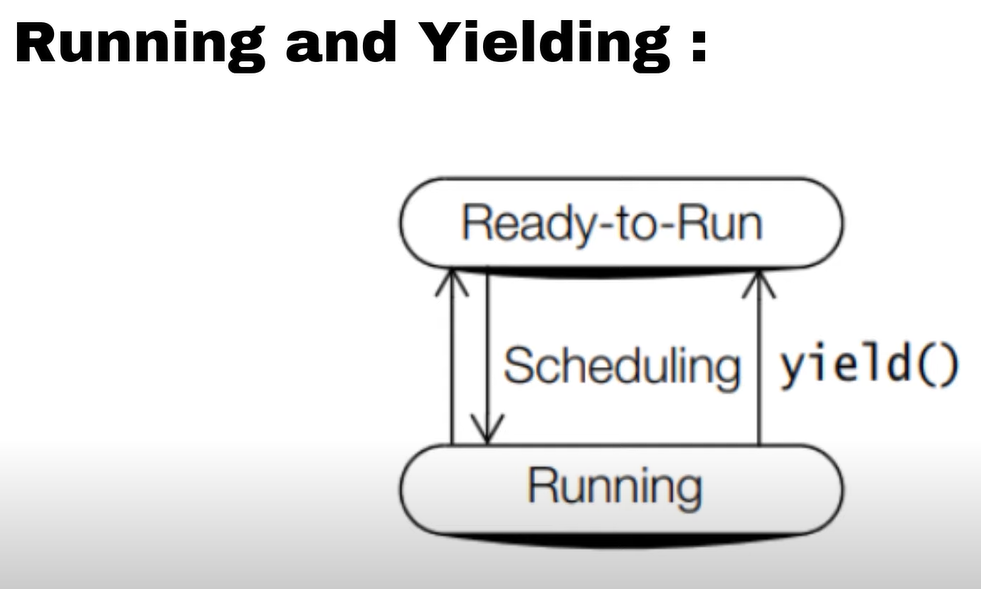 Running and Yielding :
Ready-to-Run
Scheduling
yield()
Running